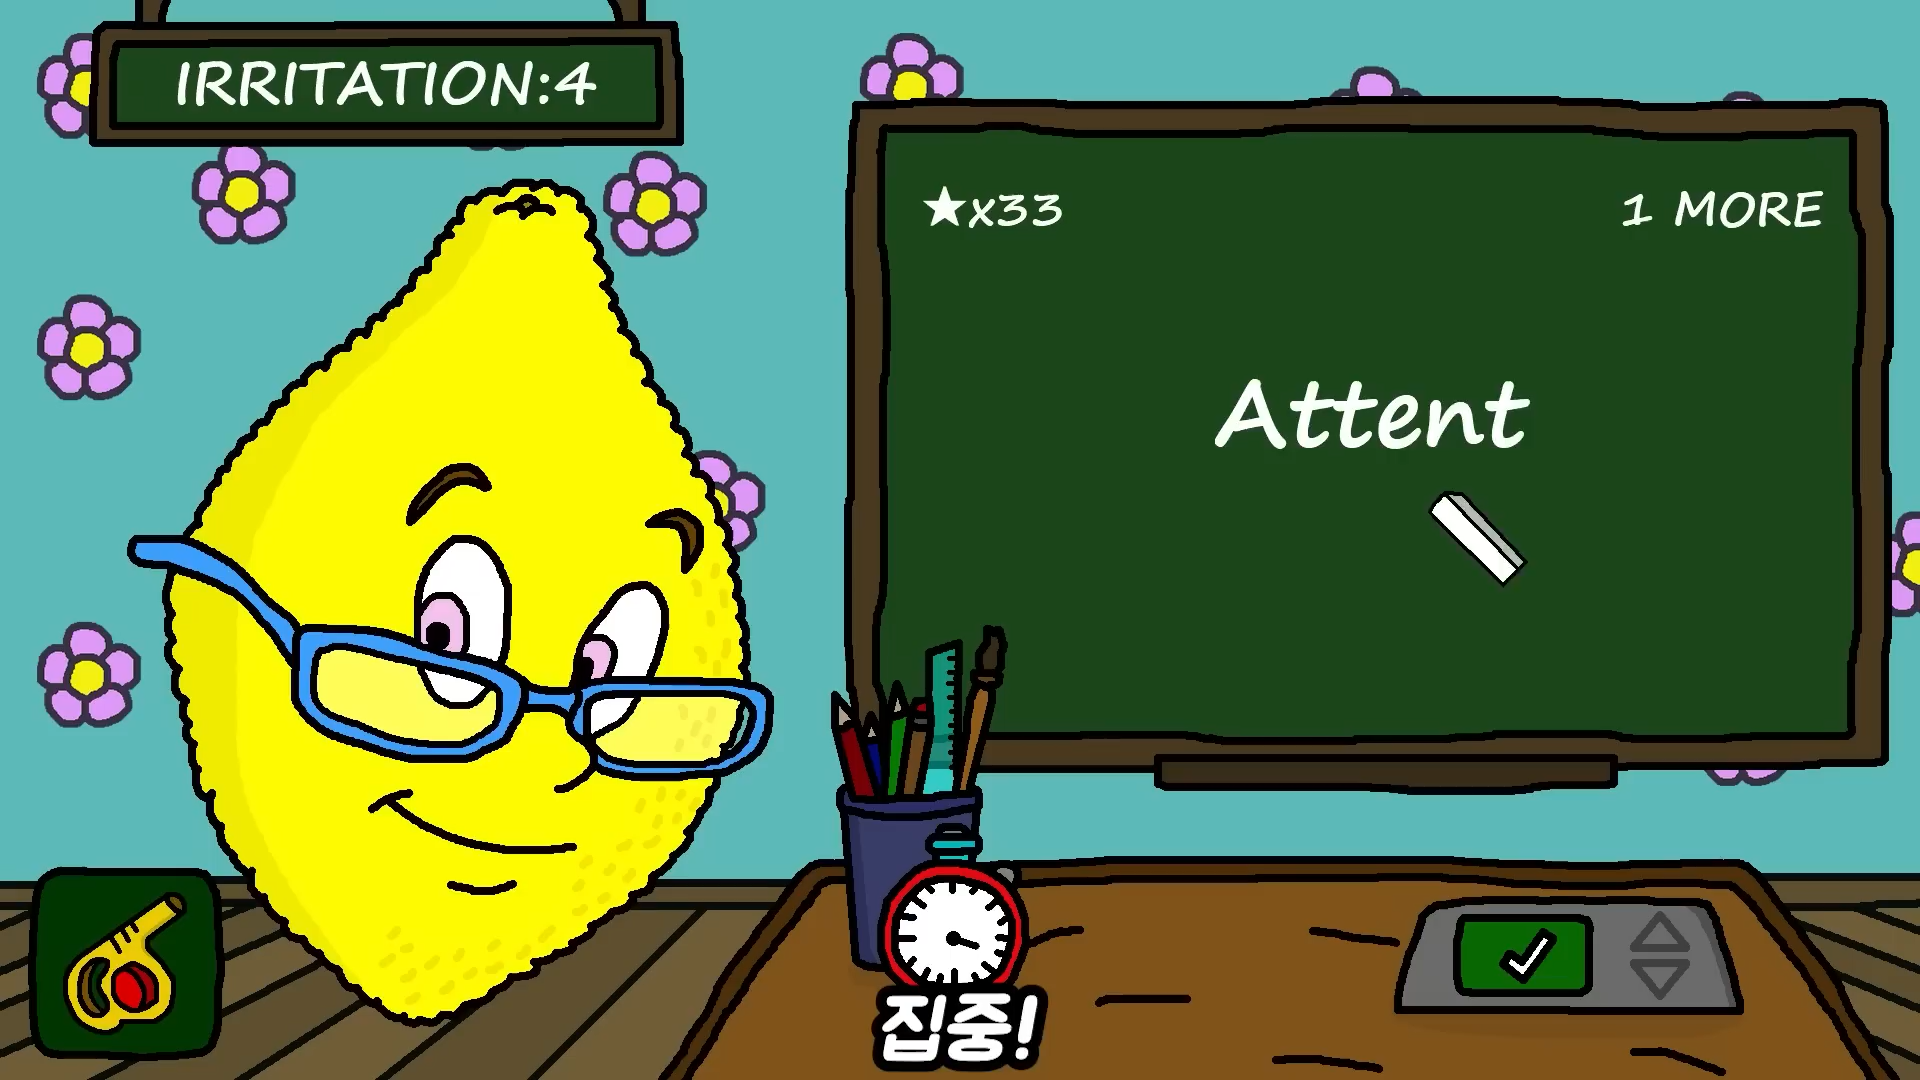 IRRITATION:4
★x33
1 MORE
Attent
집중!